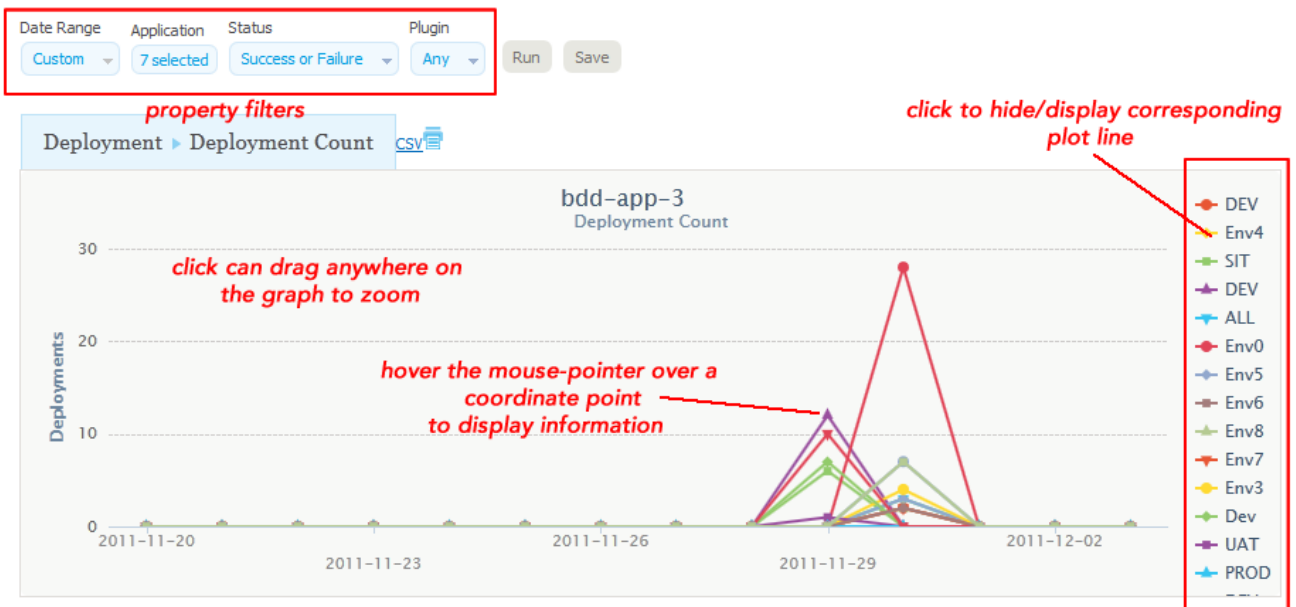 Date Range Application Status Plugin
Custom 7 selected Success or Failure Any Run Save
property filters
click to hide/display corresponding
plot line
Deployment Deployment Count CSV
bdd-app-3
Deployment Count
30
click can drag anywhere on
the graph to zoom
20
hover the mouse-pointer over a
coordinate point
to display information
Deployments
10
0
2011-11-20
2011-11-23
2011-11-26
2011-11-29
2011-12-02
DEV
Env4
SIT
DEV
ALL
Env0
Env5
Env6
Env8
Env7
Env3
Dev
UAT
PROD